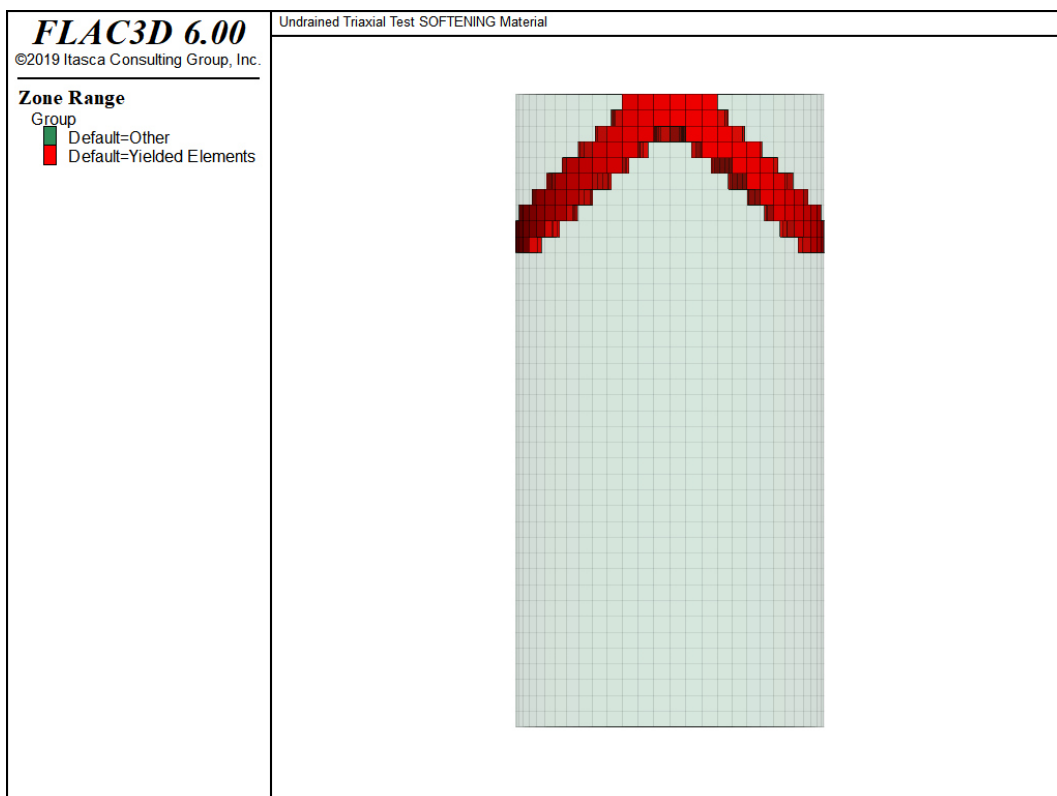 FLAC3D 6.00
©2019 Itasca Consulting Group, Inc.
Zone Range
Group
Default=Other
Default=Yielded Elements
Undrained Triaxial Test SOFTENING Material